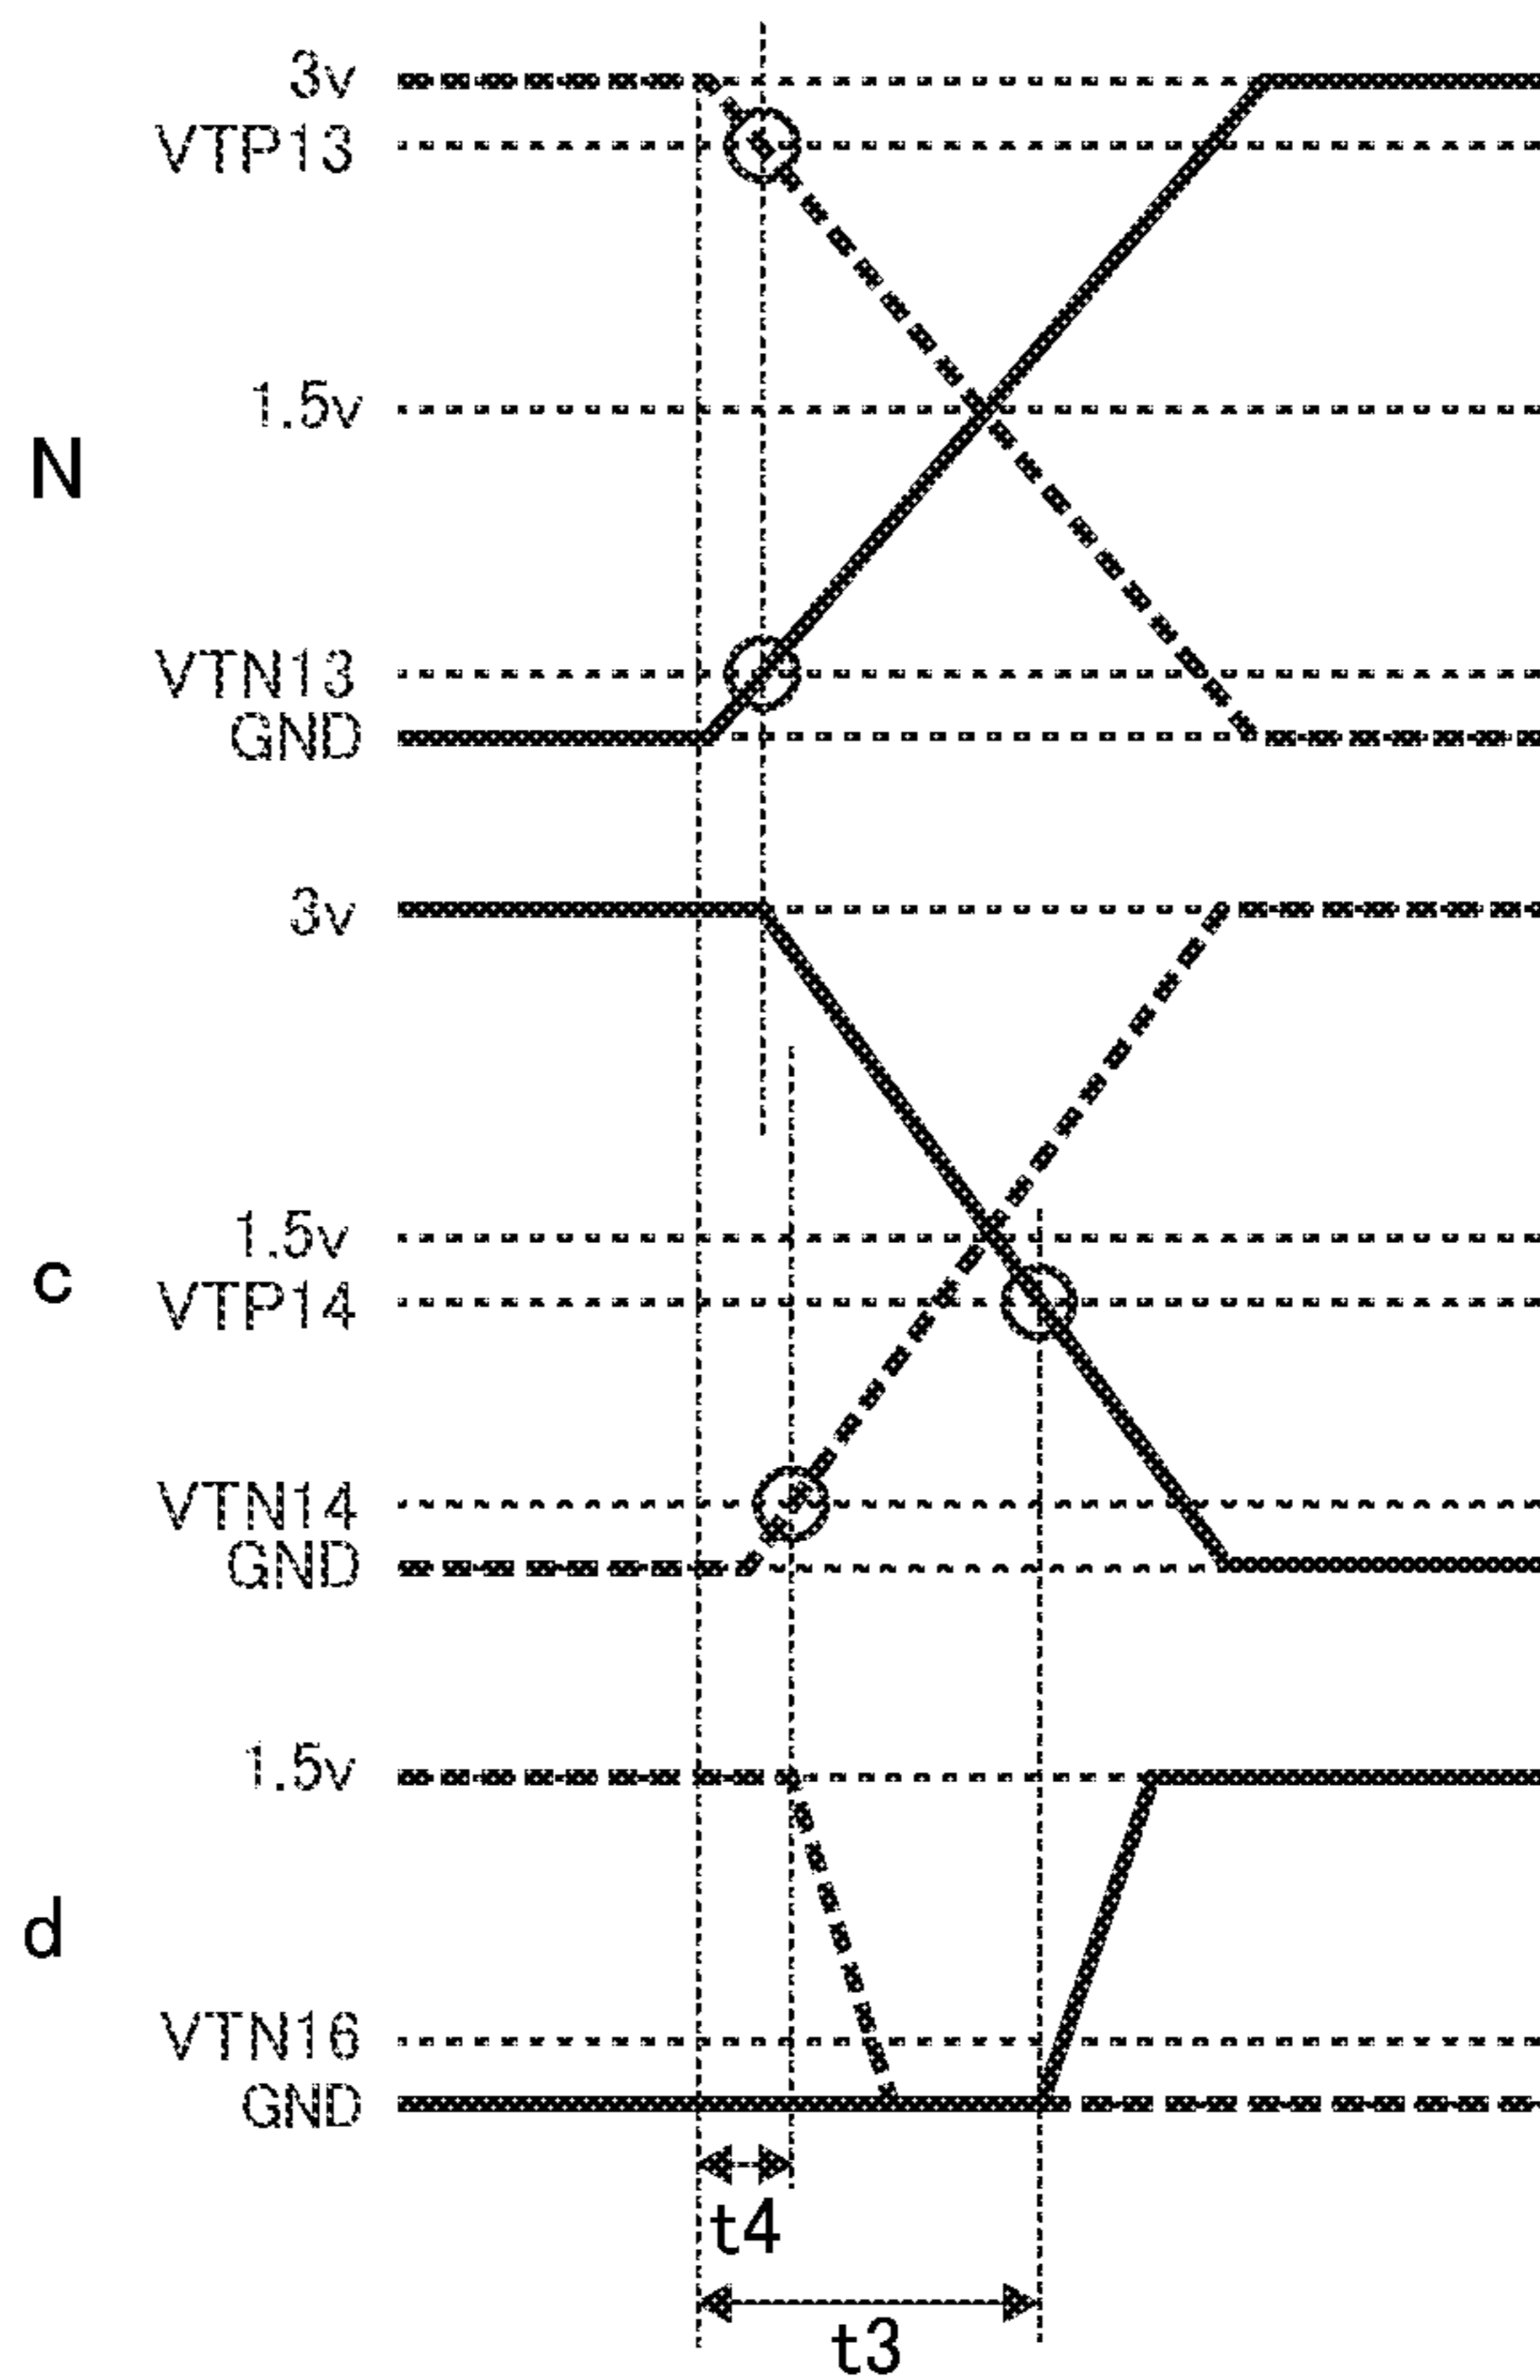 3v
VTP13
1.5v
N
VTN13
GND
3v
1.5v
c
VTP14
VTN14
GND
1.5v
d
VTN16
GND
t4
t3